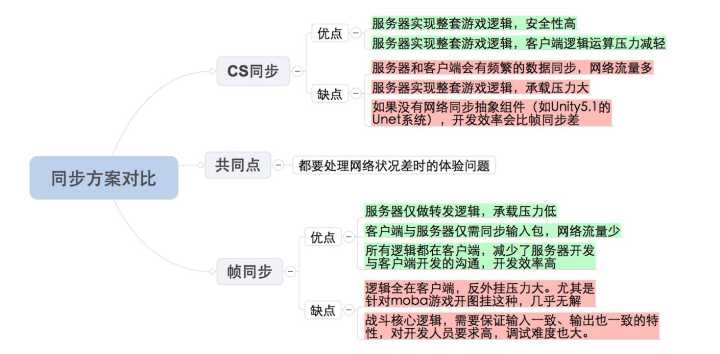 服务器实现整套游戏逻辑，安全性高
优点
服务器实现整套游戏逻辑，客户端逻辑运算压力减轻
CS同步
服务器和客户端会有频繁的数据同步，网络流量多
缺点
服务器实现整套游戏逻辑，承载压力大
如果没有网络同步抽象组件（如Unity5.1的
Unet系统），开发效率会比帧同步差
同步方案对比
共同点
都要处理网络状况差时的体验问题
服务器仅做转发逻辑，承载压力低
优点
客户端与服务器仅需同步输入包，网络流量少
所有逻辑都在客户端，减少了服务器开发
与客户端开发的沟通，开发效率高
帧同步
逻辑全在客户端，反外挂压力大。尤其是
针对moba游戏开图挂这种，几乎无解
缺点
战斗核心逻辑，需要保证输入一致、输出也一致的特
性，对开发人员要求高，调试难度也大。